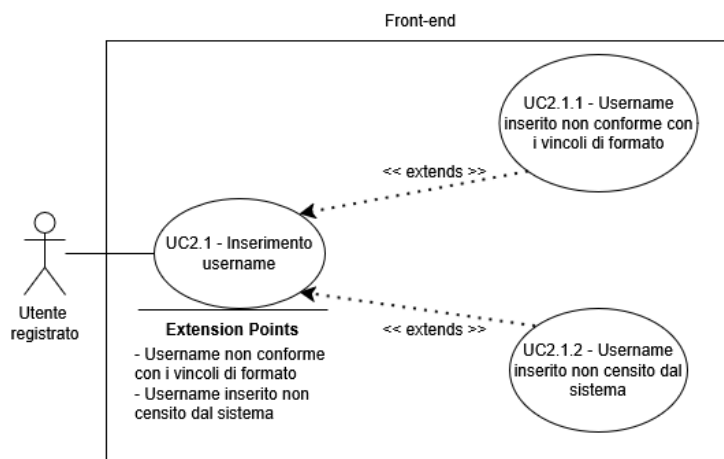 Front-end
UC2.1.1 - Username
inserito non conforme con
i vincoli di formato
<< extends >>
UC2.1 - Inserimento
username
Utente
registrato
Extension Points
- Username non conforme
con i vincoli di formato
- Username inserito non
censito dal sistema
<< extends >>
UC2.1.2 - Username
inserito non censito dal
sistema